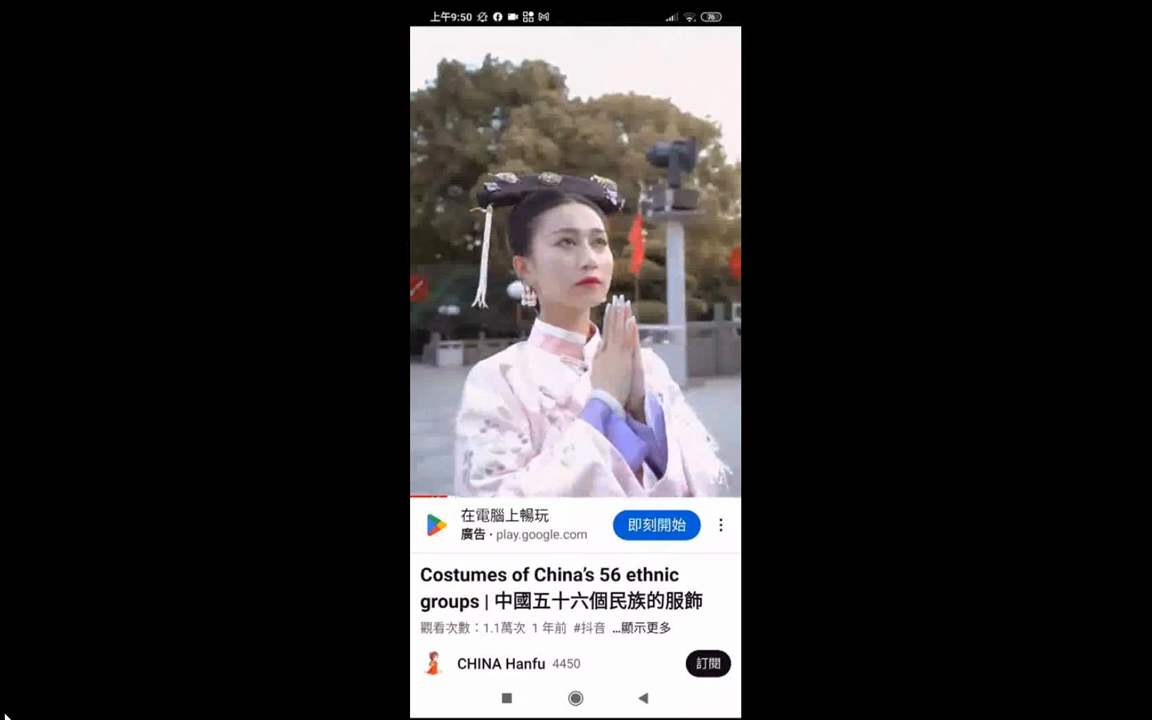 上午9:50
76
在電腦上暢玩
廣告 · play.google.com
即刻開始
Costumes of China’s 56 ethnic
groups | 中國五十六個民族的服飾
觀看次數：1.1萬次 1 年前 #抖音 ...顯示更多
CHINA Hanfu 4450
訂閱